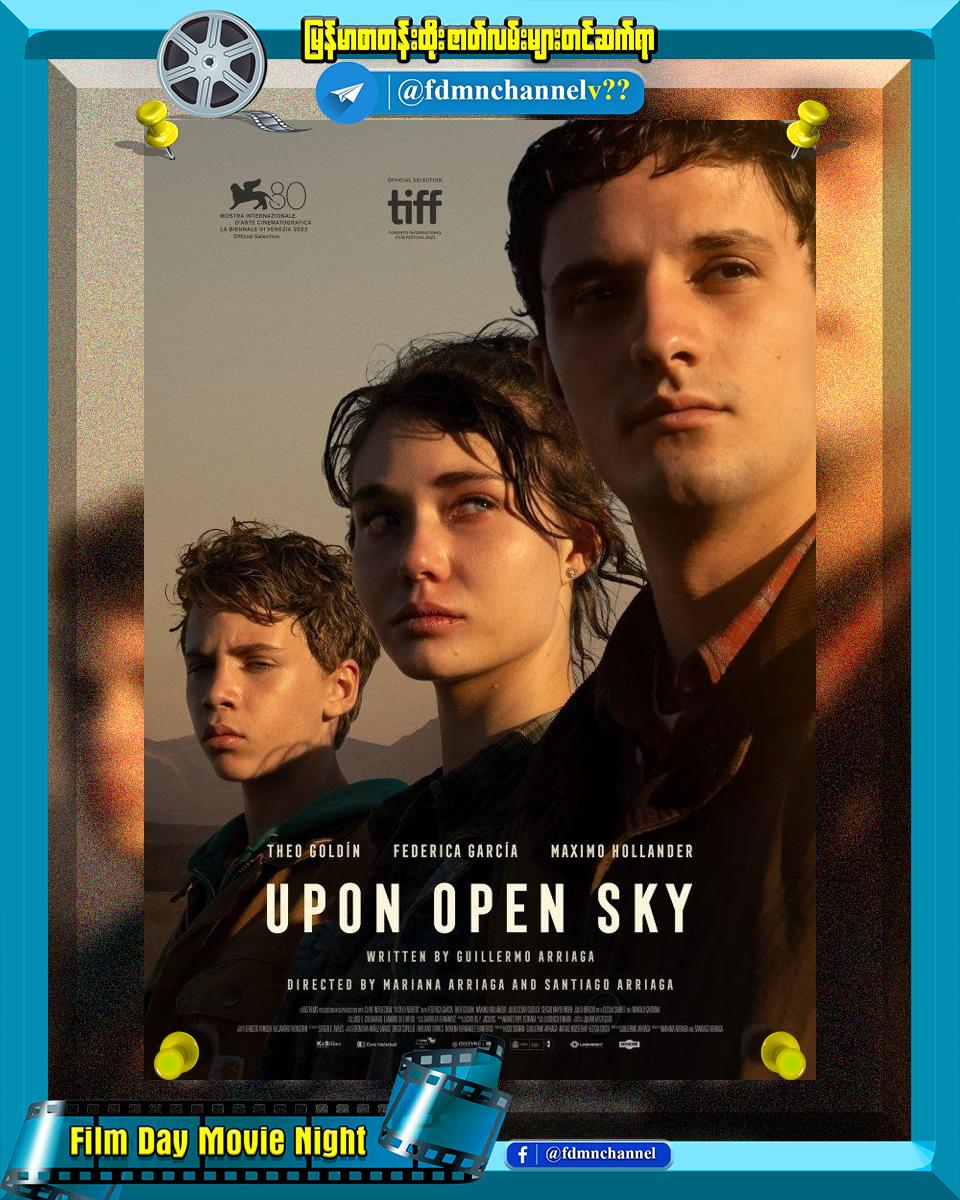 မြန်မာစာတန်းထိုးဇာတ်လမ်းများတင်ဆက်ရာ
@fdmnchannelv??
80
MOSTRA INTERNAZIONALE
D'ARTE CINEMATOGRAFICA
LA BIENNALE DI VENEZIA 2023
Official Selection
OFFICIAL SELECTION
tiff
TORONTO INTERNATIONAL
FILM FESTIVAL 2023
THEO GOLDÍN FEDERICA GARCÍA MAXIMO HOLLANDER
UPON OPEN SKY
WRITTEN BY GUILLERMO ARRIAGA
DIRECTED BY MARIANA ARRIAGA AND SANTIAGO ARRIAGA
Film Day Movie Night
@fdmnchannel